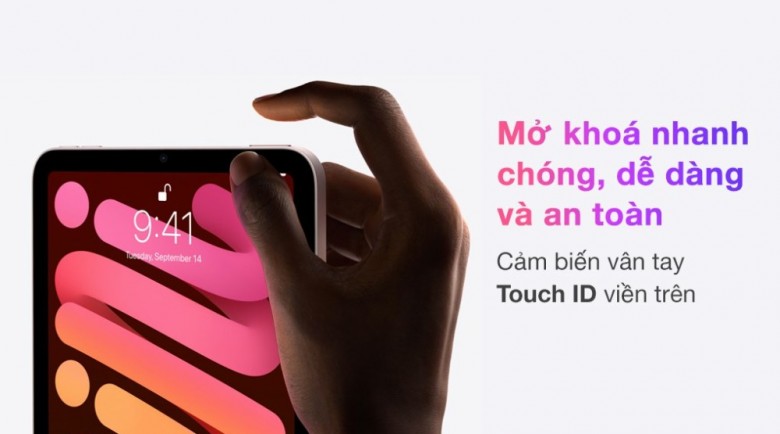 9:41
Tuesday, September 14
Mở khoá nhanh
chóng, dễ dàng
và an toàn
Cảm biến vân tay
Touch ID viền trên